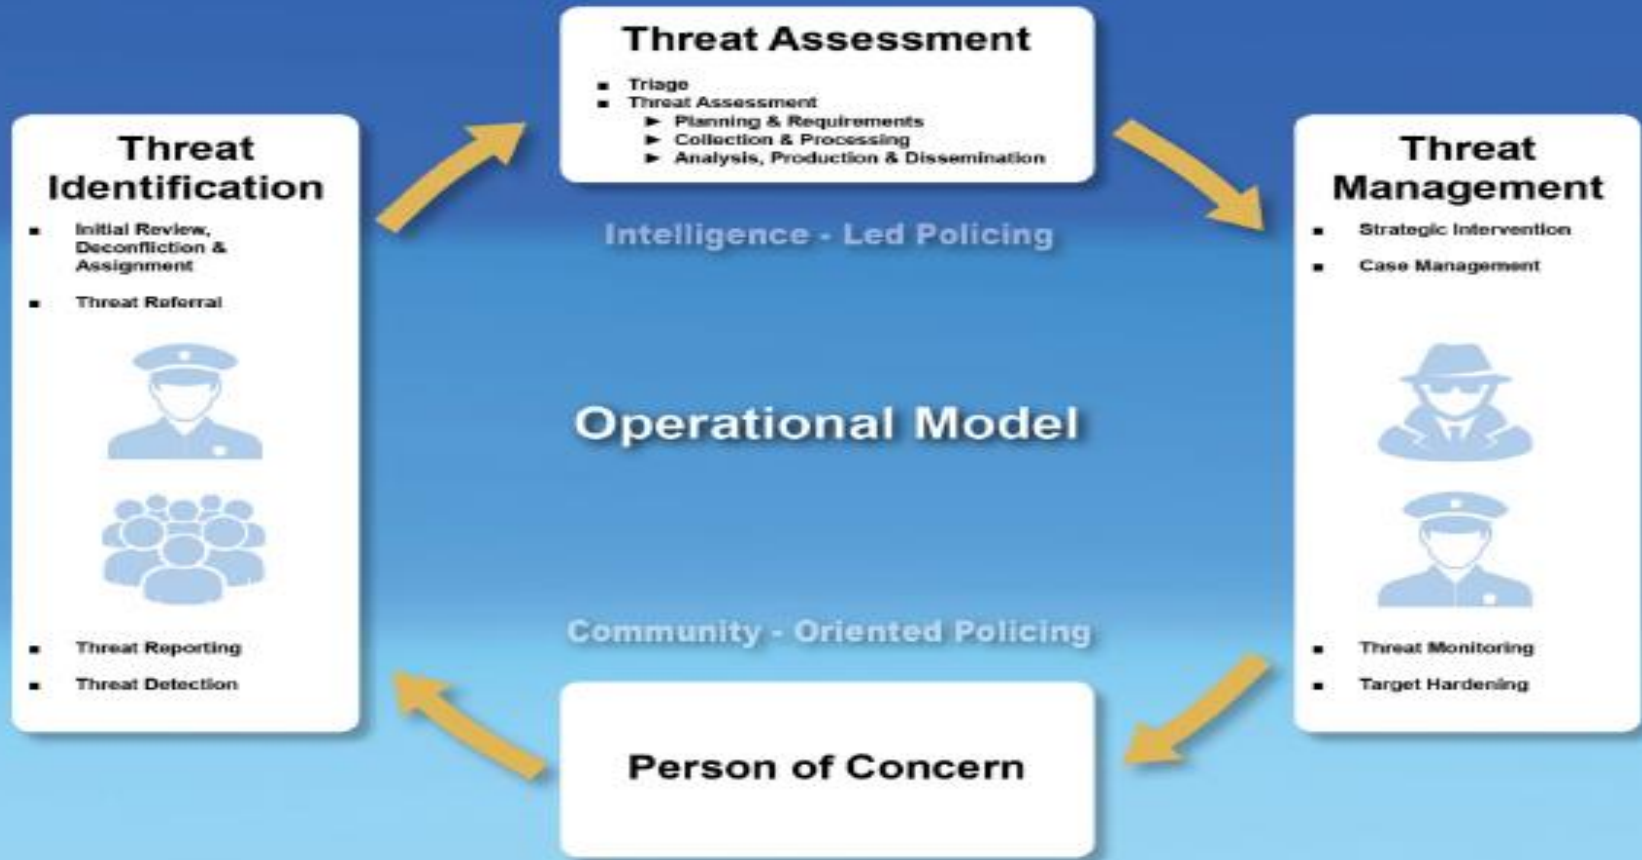 Threat Assessment
■ Triage
■ Threat Assessment
► Planning & Requirements
► Collection & Processing
► Analysis, Production & Dissemination
Threat
Identification
■ Initial Review,
Deconfliction &
Assignment
■ Threat Referral
■ Threat Reporting
■ Threat Detection
Intelligence - Led Policing
Operational Model
Community - Oriented Policing
Threat
Management
■ Strategic Intervention
■ Case Management
■ Threat Monitoring
■ Target Hardening
Person of Concern